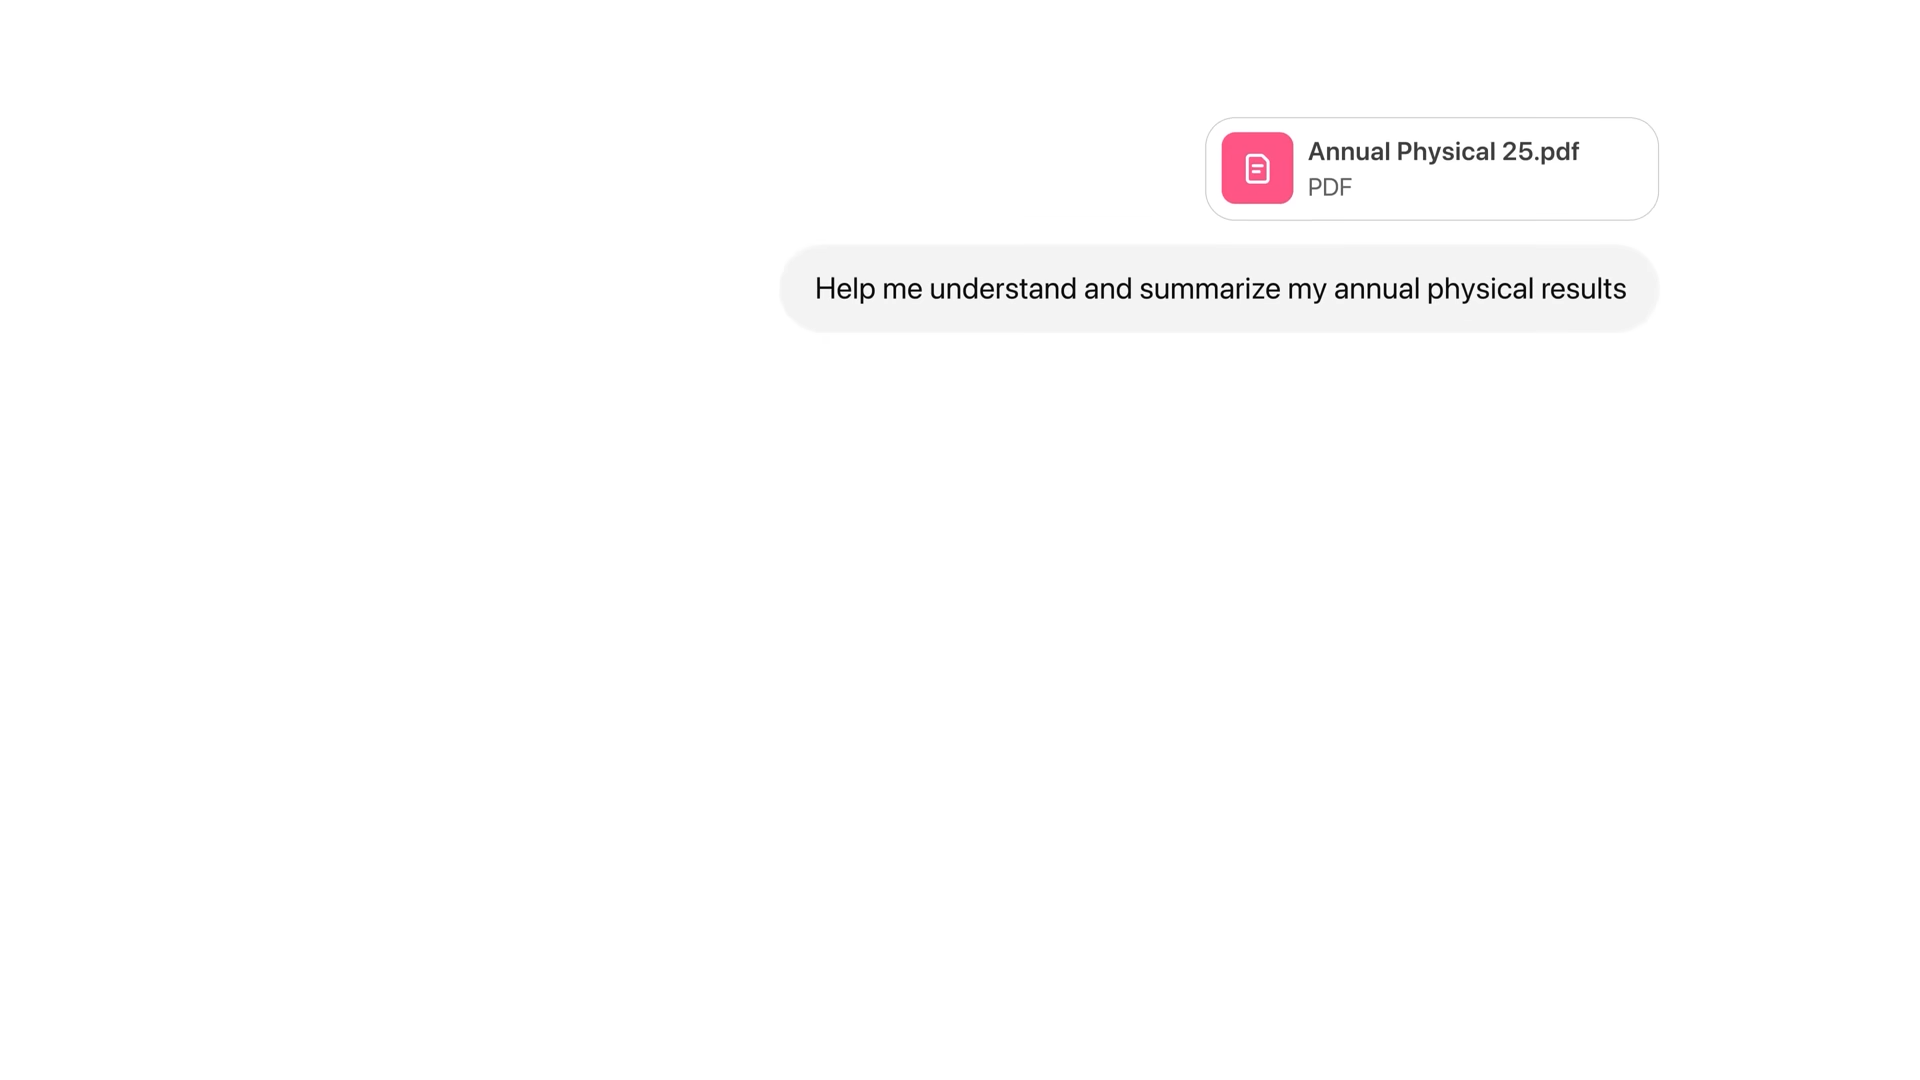 Annual Physical 25.pdf
PDF
Help me understand and summarize my annual physical results